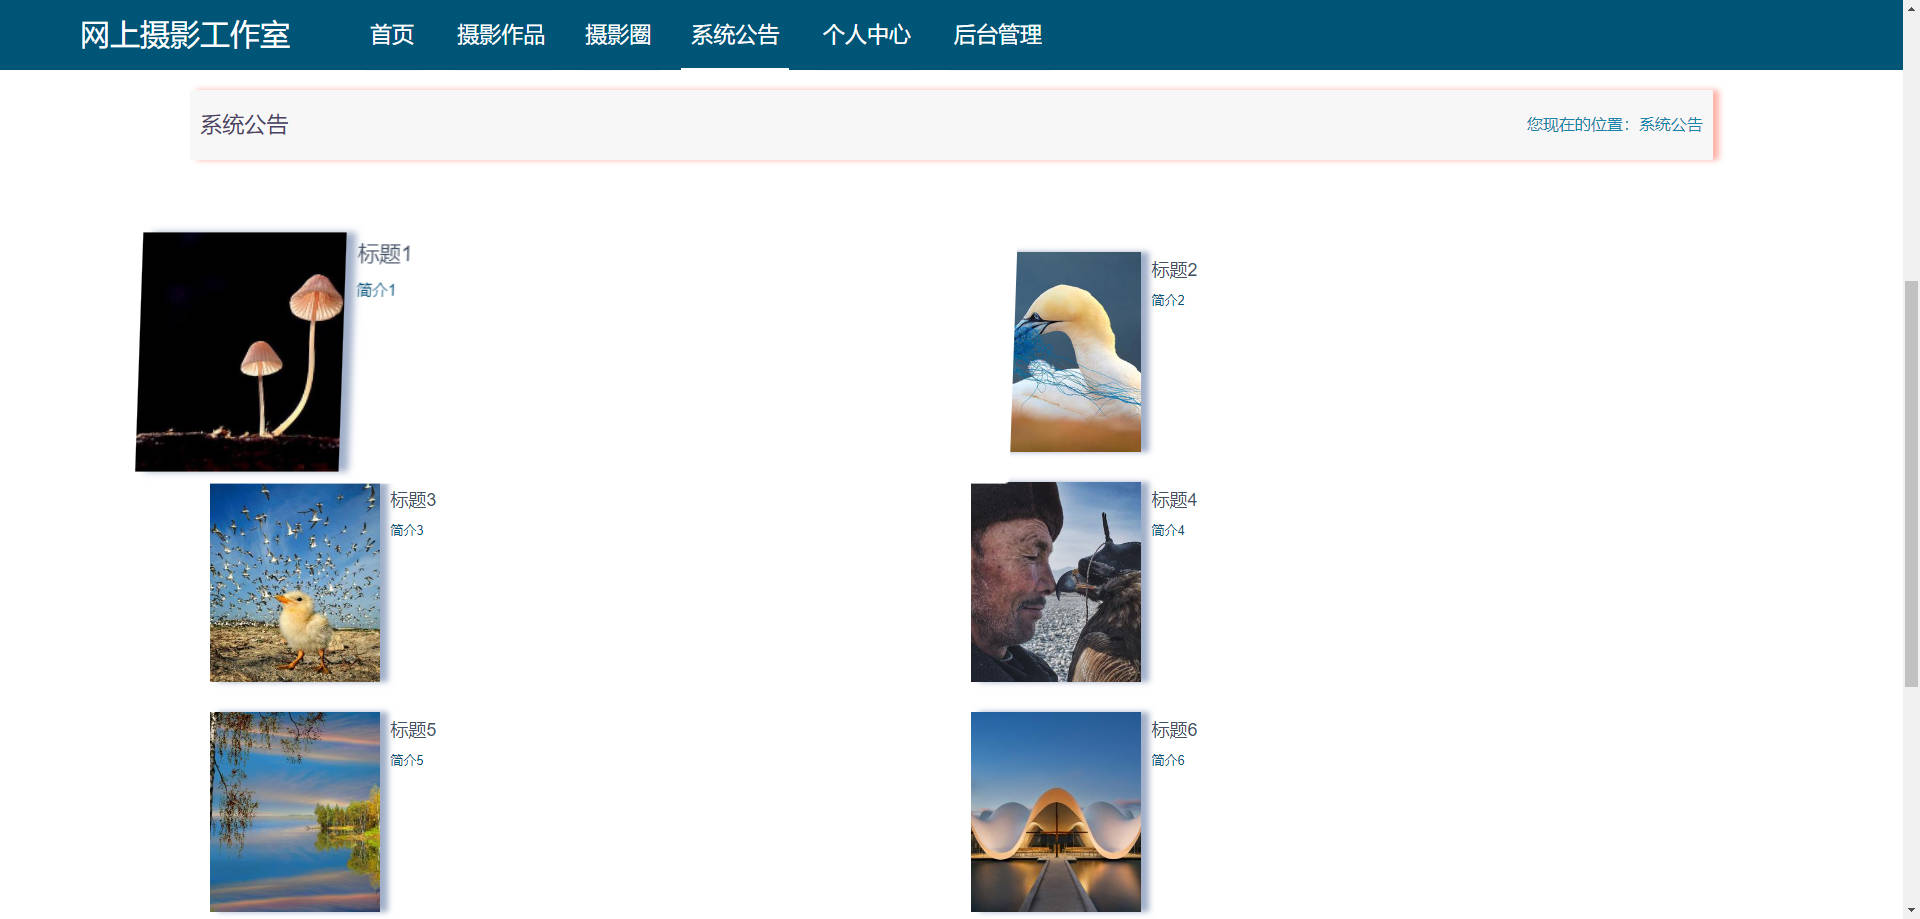 网上摄影工作室 首页 摄影作品 摄影圈 系统公告 个人中心 后台管理
系统公告 您现在的位置：系统公告
标题1
简介1
标题2
简介2
标题3
简介3
标题4
简介4
标题5
简介5
标题6
简介6